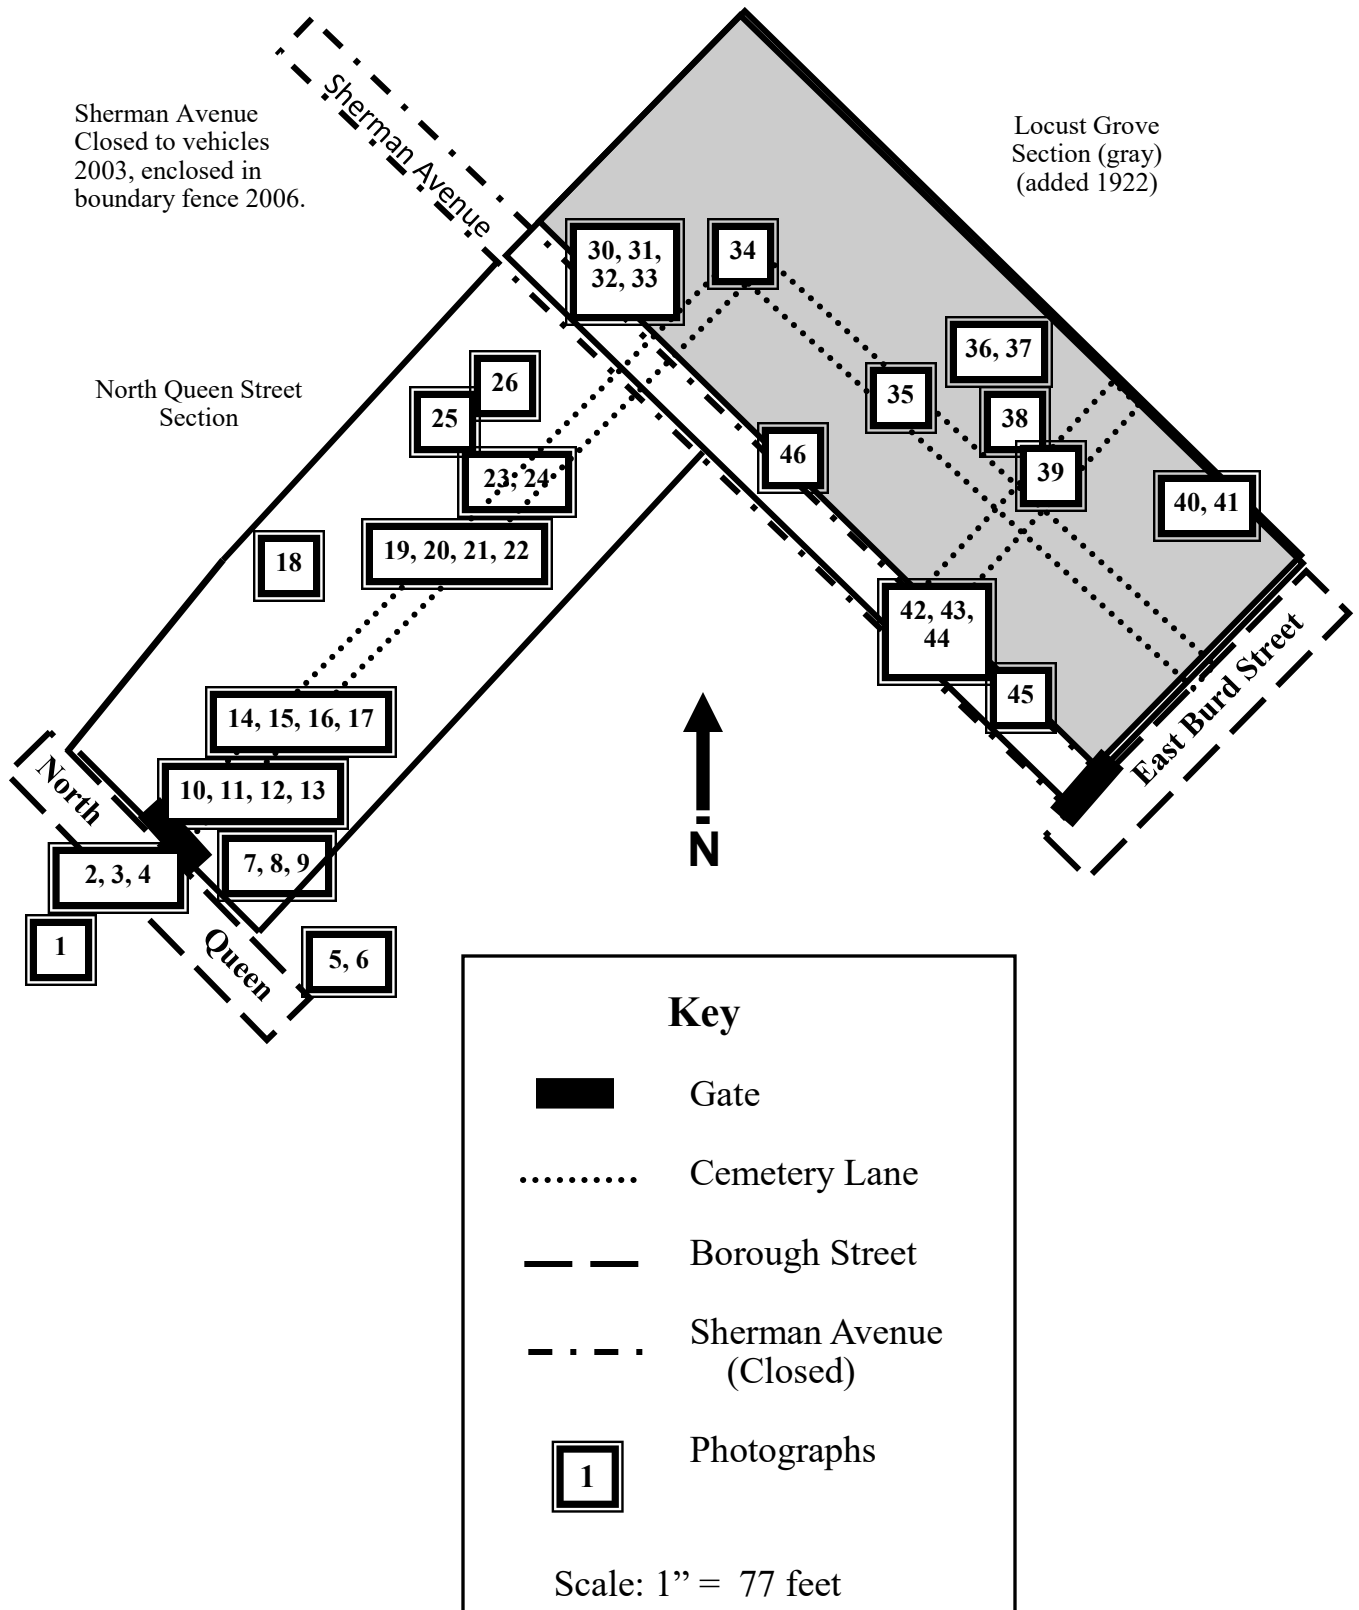 Sherman Avenue
Closed to vehicles
2003, enclosed in
boundary fence 2006.
Sherman Avenue
Locust Grove
Section (gray)
(added 1922)
North Queen Street
Section
30, 31,
32, 33
34
36, 37
35
38
26
25
46
39
23, 24
40, 41
19, 20, 21, 22
18
42, 43,
44
45
East Burd Street
14, 15, 16, 17
10, 11, 12, 13
North
Queen
7, 8, 9
2, 3, 4
1
5, 6
N
Key
Gate
Cemetery Lane
Borough Street
Sherman Avenue
(Closed)
1
Photographs
Scale: 1” = 77 feet